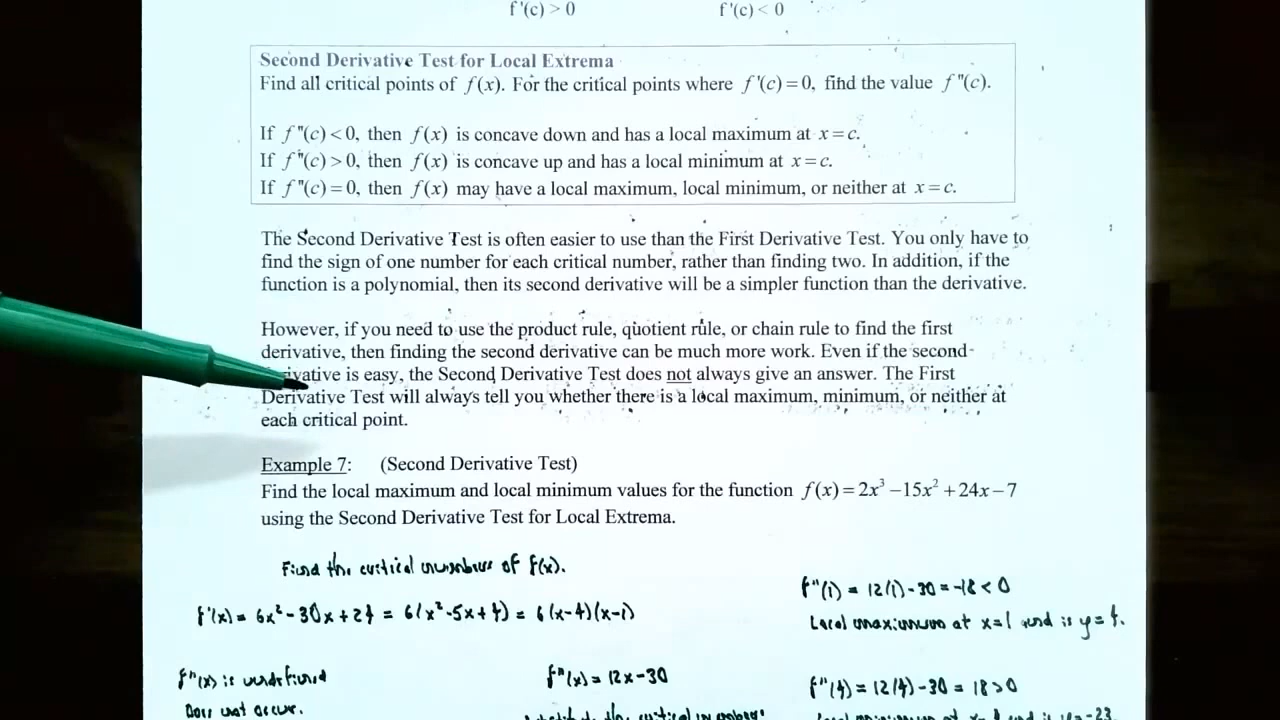 f'(c) > 0 f'(c) < 0
Second Derivative Test for Local Extrema
Find all critical points of f(x). For the critical points where f'(c) = 0, find the value f"(c).
If f"(c) < 0, then f(x) is concave down and has a local maximum at x = c.
If f"(c) > 0, then f(x) is concave up and has a local minimum at x = c.
If f"(c) = 0, then f(x) may have a local maximum, local minimum, or neither at x = c.
The Second Derivative Test is often easier to use than the First Derivative Test. You only have to
find the sign of one number for each critical number, rather than finding two. In addition, if the
function is a polynomial, then its second derivative will be a simpler function than the derivative.
However, if you need to use the product rule, quotient rule, or chain rule to find the first
derivative, then finding the second derivative can be much more work. Even if the second
is easy, the Second Derivative Test does not always give an answer. The First
Derivative Test will always tell you whether there is a local maximum, minimum, or neither at
each critical point.
Example 7: (Second Derivative Test)
Find the local maximum and local minimum values for the function f(x) = 2x³ − 15x² + 24x − 7
using the Second Derivative Test for Local Extrema.
Find the critical numbers of f(x).
f'(x) = 6x² - 30x + 24 = 6(x² - 5x + 4) = 6(x-4)(x-1)
f"(1) = 12(1) - 30 = -18 < 0
Local maximum at x=1 and is y=4.
f"(x) is undefined
Does not occur.
f"(x) = 12x - 30
f"(4) = 12(4) - 30 = 18 > 0